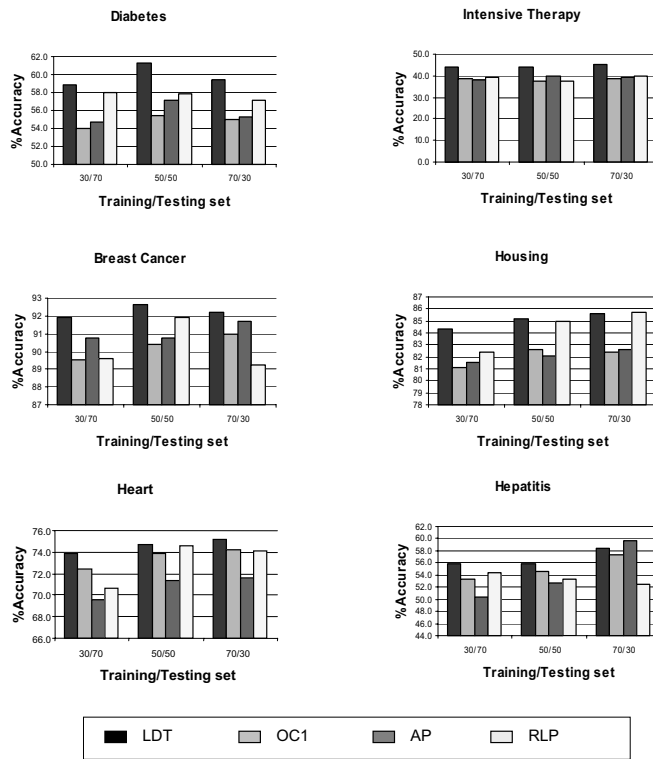 Diabetes
%Accuracy
62.0
60.0
58.0
56.0
54.0
52.0
50.0
30/70 50/50 70/30
Training/Testing set
Intensive Therapy
%Accuracy
50.0
40.0
30.0
20.0
10.0
0.0
30/70 50/50 70/30
Training/Testing set
Breast Cancer
%Accuracy
93
92
91
90
89
88
87
30/70 50/50 70/30
Training/Testing set
Housing
%Accuracy
87
86
85
84
83
82
81
80
79
78
30/70 50/50 70/30
Training/Testing set
Heart
%Accuracy
76.0
74.0
72.0
70.0
68.0
66.0
30/70 50/50 70/30
Training/Testing set
Hepatitis
%Accuracy
62.0
60.0
58.0
56.0
54.0
52.0
50.0
48.0
46.0
44.0
30/70 50/50 70/30
Training/Testing set
LDT OC1 AP RLP